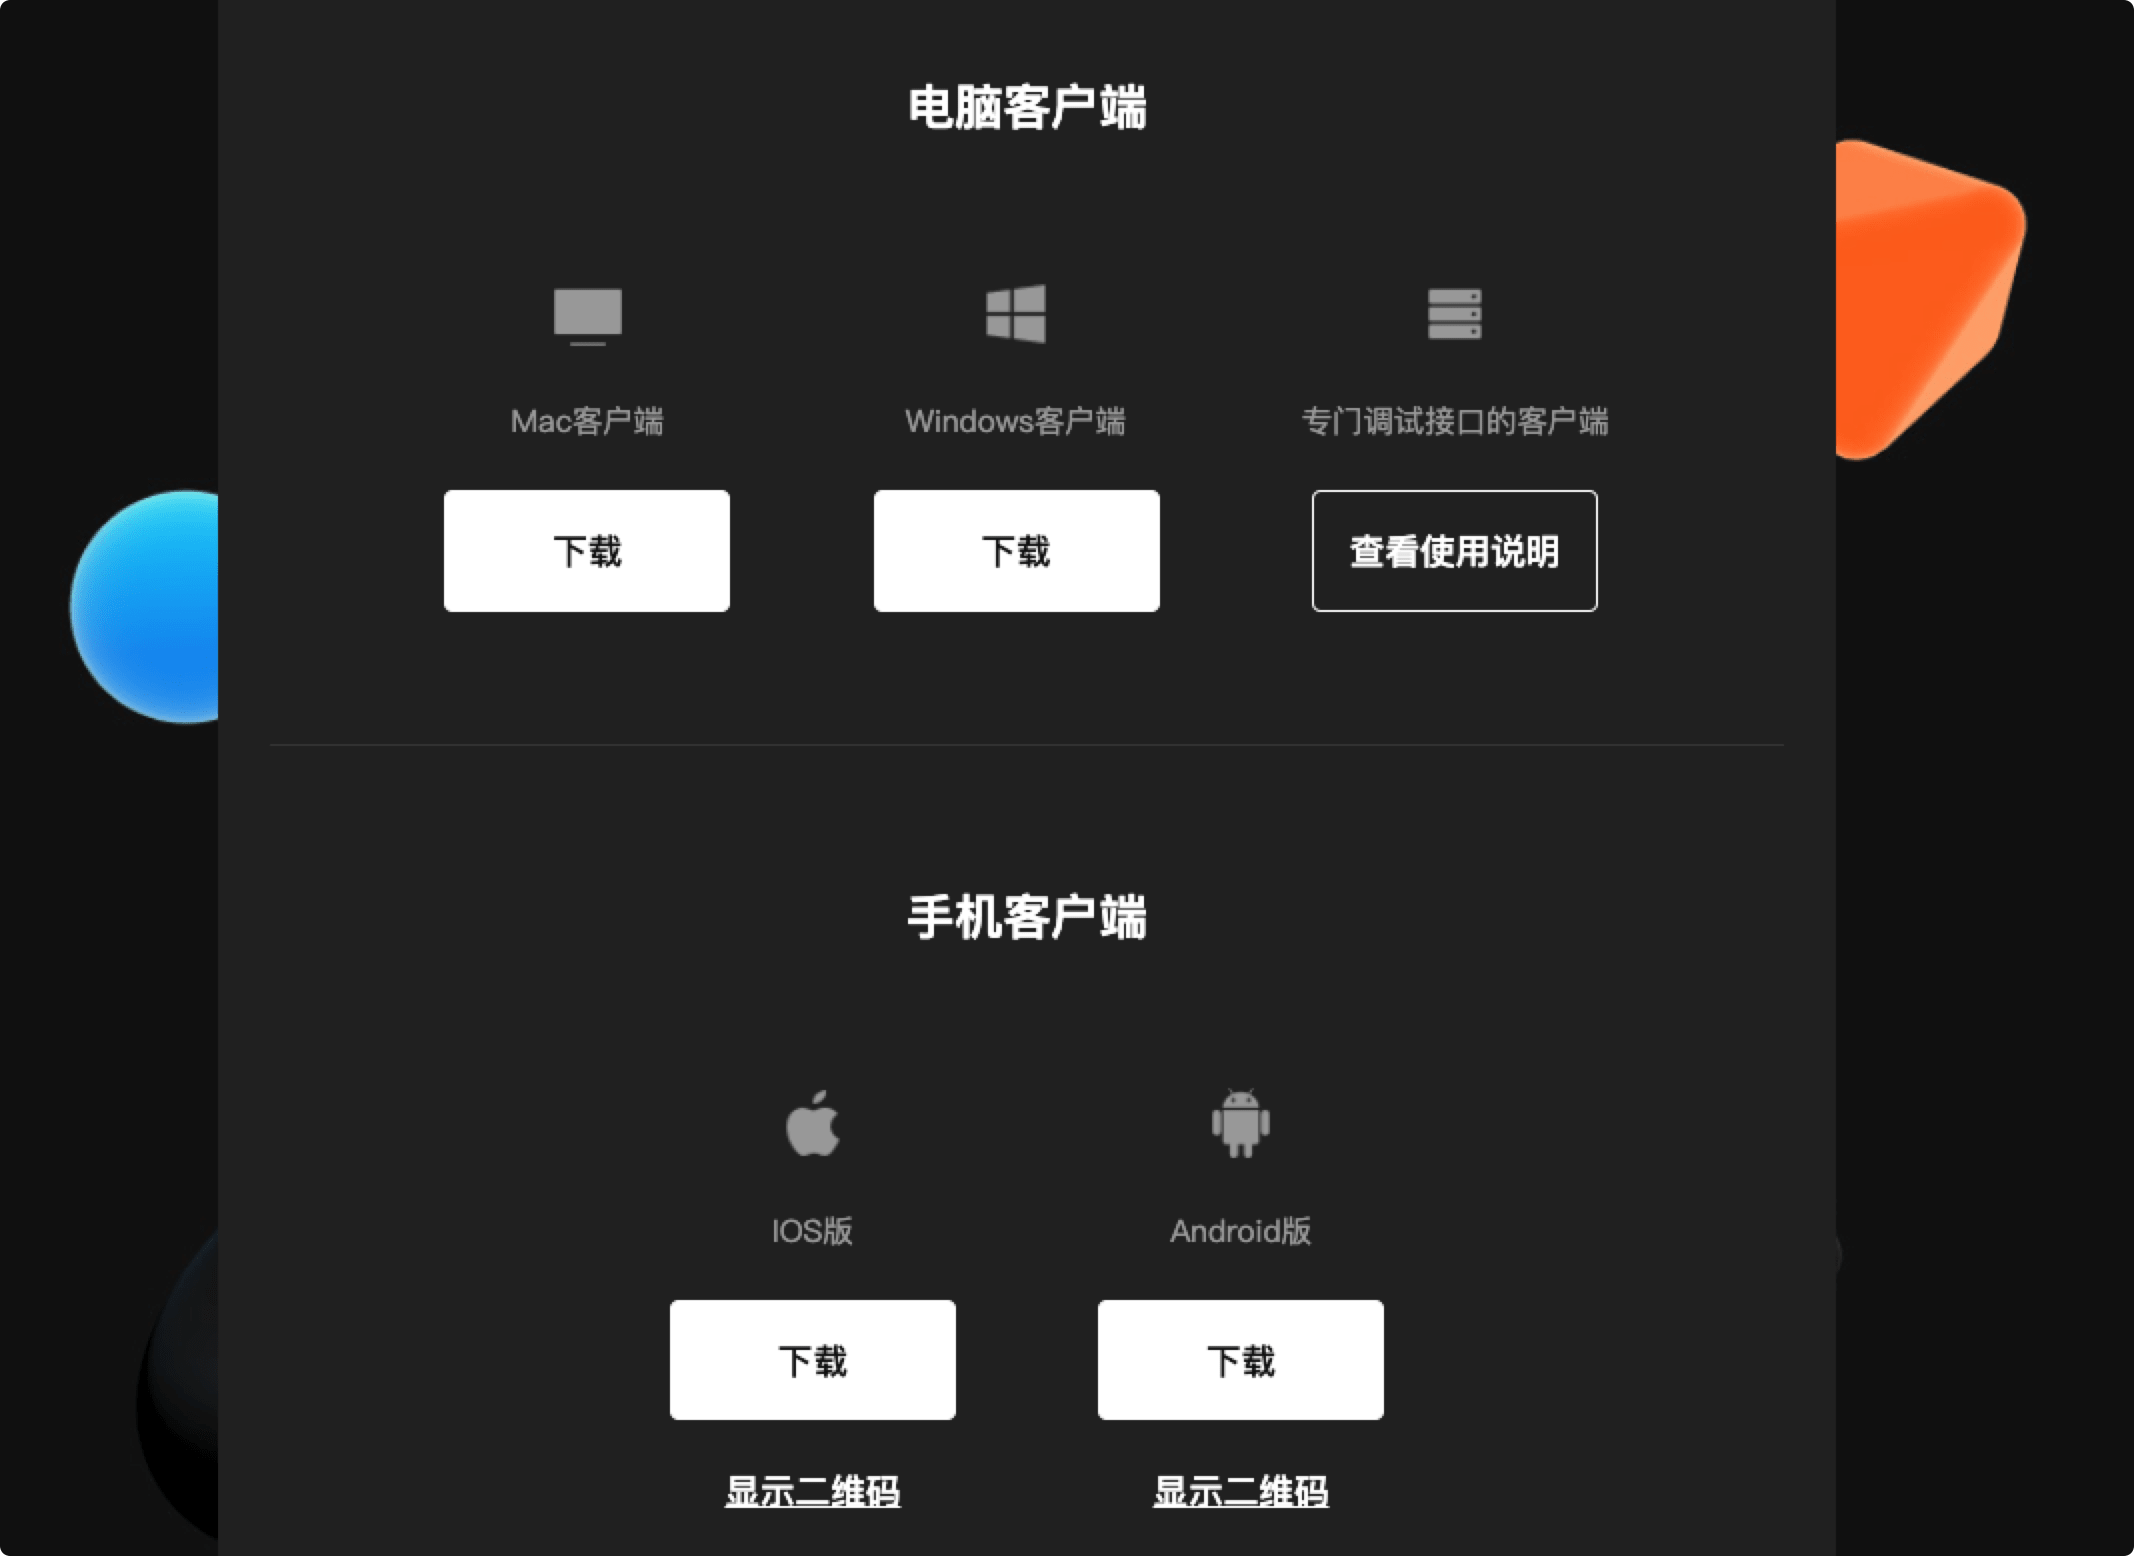 电脑客户端
Mac客户端
Windows客户端
专门调试接口的客户端
下载
下载
查看使用说明
手机客户端
IOS版
Android版
下载
下载
显示二维码
显示二维码